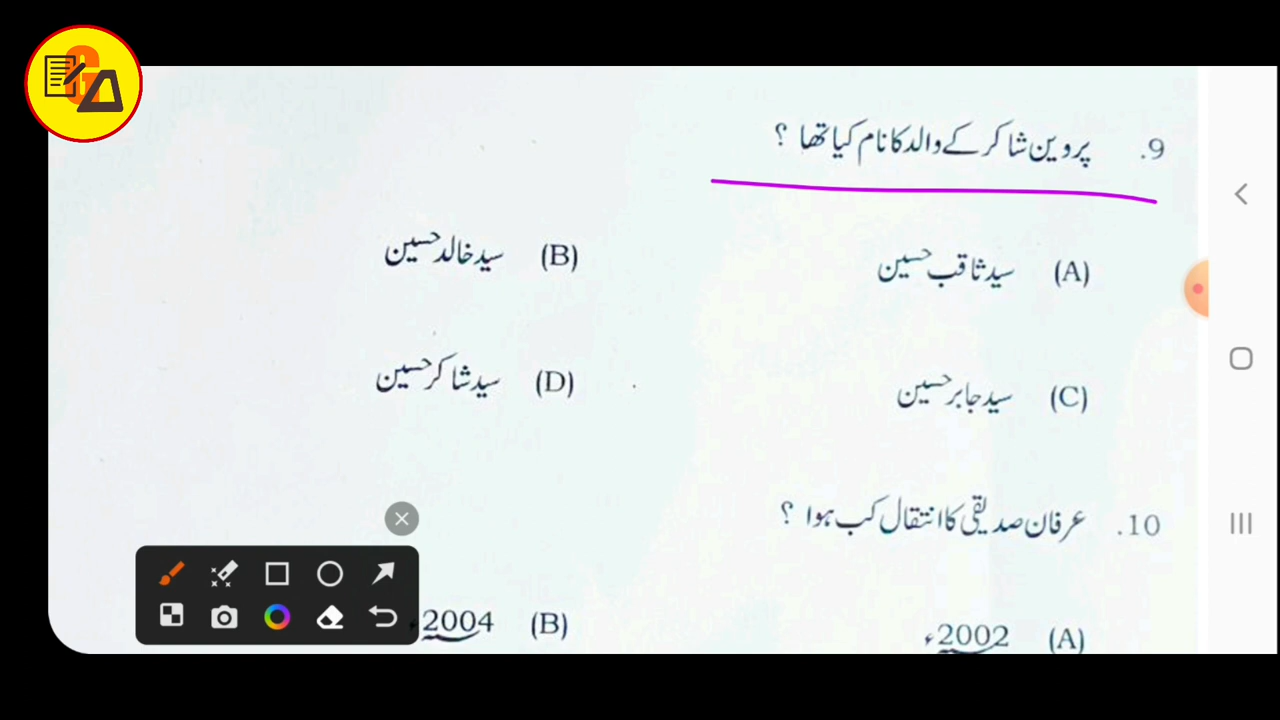 9. پروین شاکر کے والد کا نام کیا تھا ؟
(A) سید ثاقب حسین (B) سید خالد حسین
(C) سید جابر حسین (D) سید شاکر حسین
10. عرفان صدیقی کا انتقال کب ہوا ؟
(A) 2002ء (B) 2004ء